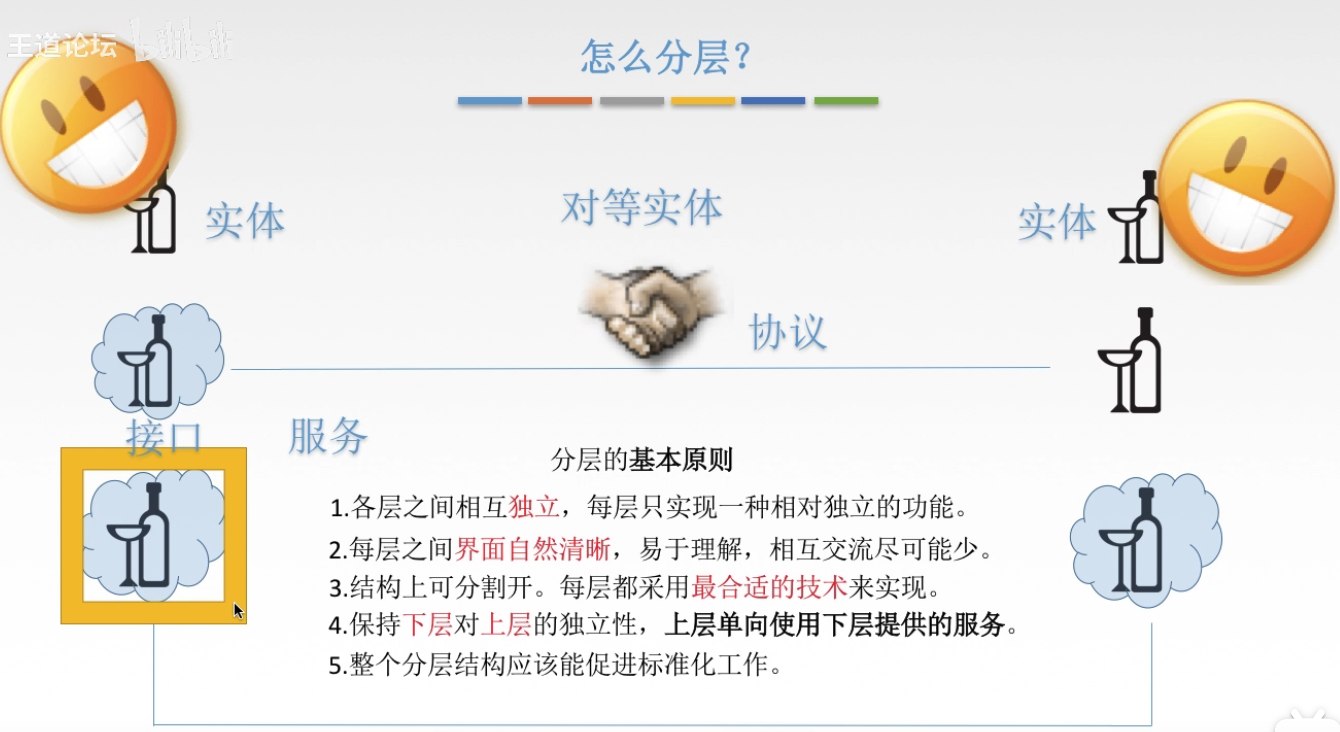 王道论坛 bilibili
怎么分层？
实体
对等实体
实体
协议
接口
服务
分层的基本原则
1.各层之间相互独立，每层只实现一种相对独立的功能。
2.每层之间界面自然清晰，易于理解，相互交流尽可能少。
3.结构上可分割开。每层都采用最合适的技术来实现。
4.保持下层对上层的独立性，上层单向使用下层提供的服务。
5.整个分层结构应该能促进标准化工作。